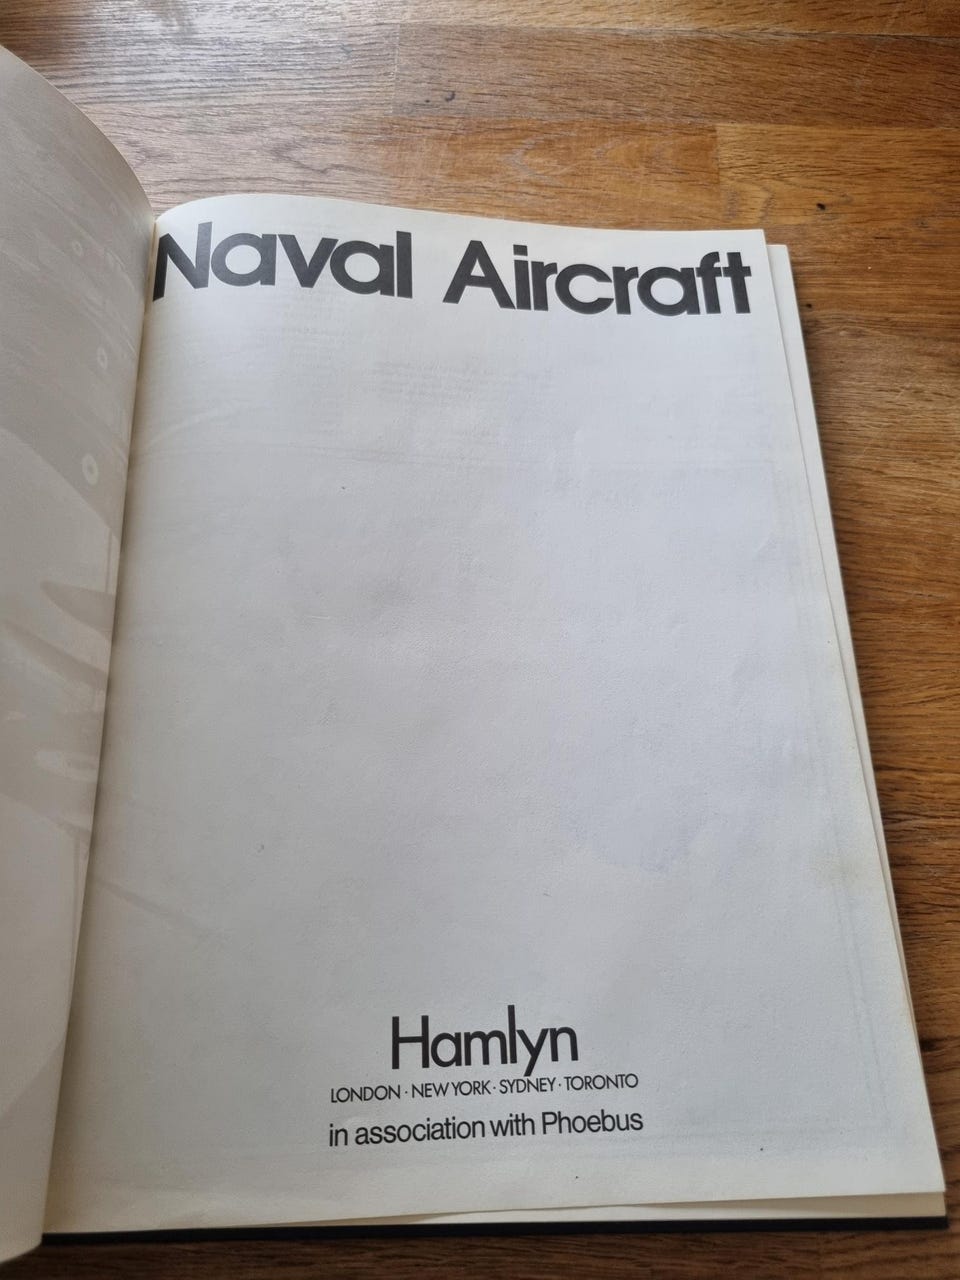 Naval Aircraft
Hamlyn
LONDON · NEW YORK · SYDNEY · TORONTO
in association with Phoebus